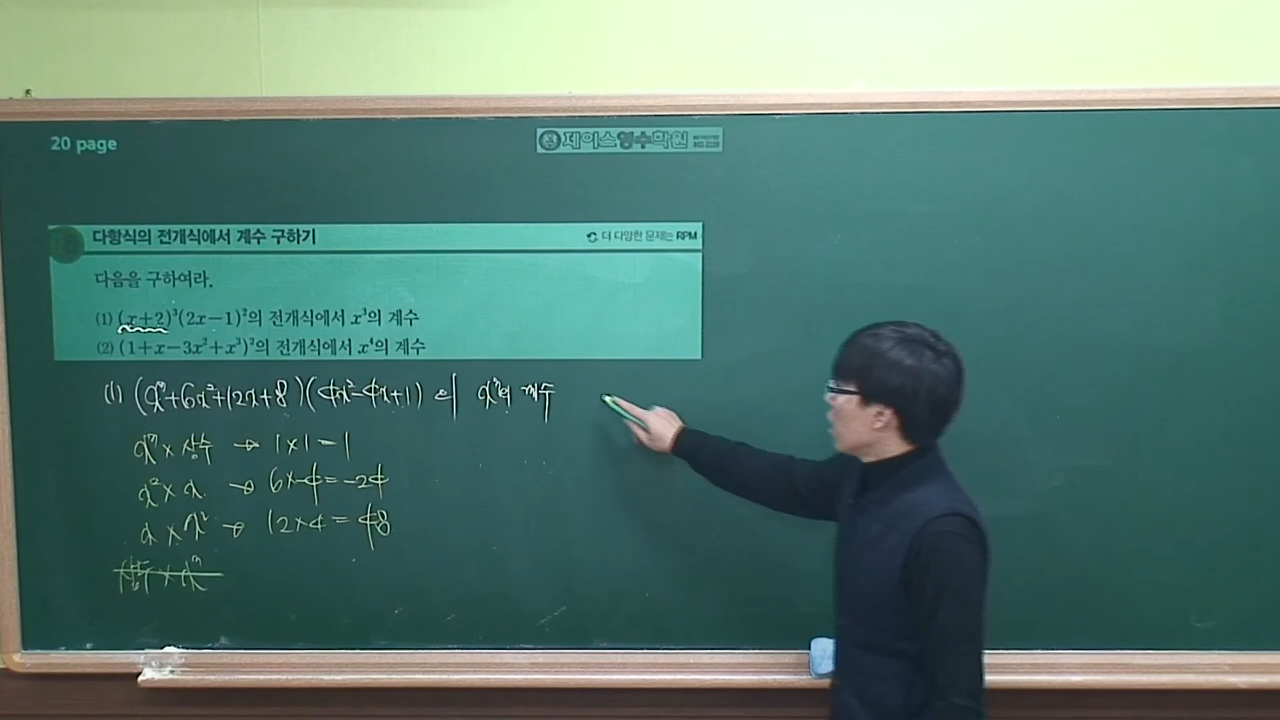 20 page
제이스영수학원
다항식의 전개식에서 계수 구하기
더 다양한 문제는 RPM
다음을 구하여라.
(1) (x+2)³(2x−1)²의 전개식에서 x³의 계수
(2) (1+x−3x²+x³)²의 전개식에서 x⁴의 계수
(1) (x³+6x²+12x+8)(4x²-4x+1) 의 x³의 계수
x³ × 상수 → 1×1=1
x² × x → 6×-4=-24
x × x² → 12×4=48
상수 × x³